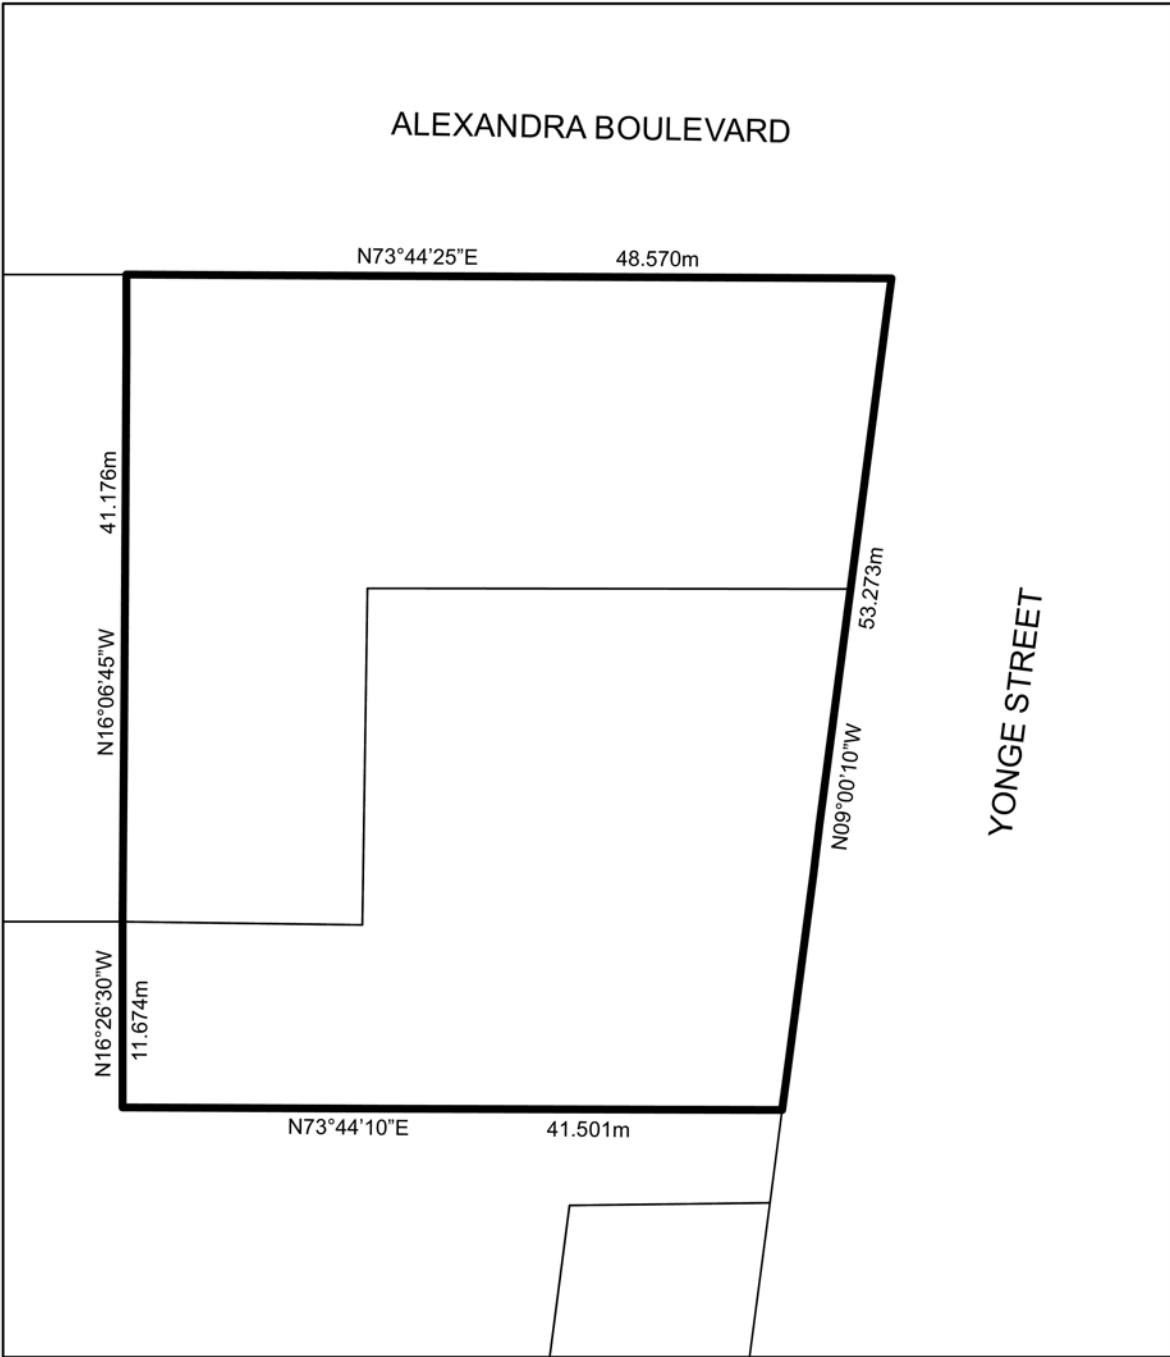 ALEXANDRA BOULEVARD
N73°44’25”E 48.570m
41.176m
N16°06’45”W
53.273m
N09°00’10”W
YONGE STREET
N16°26’30”W
11.674m
N73°44’10”E 41.501m